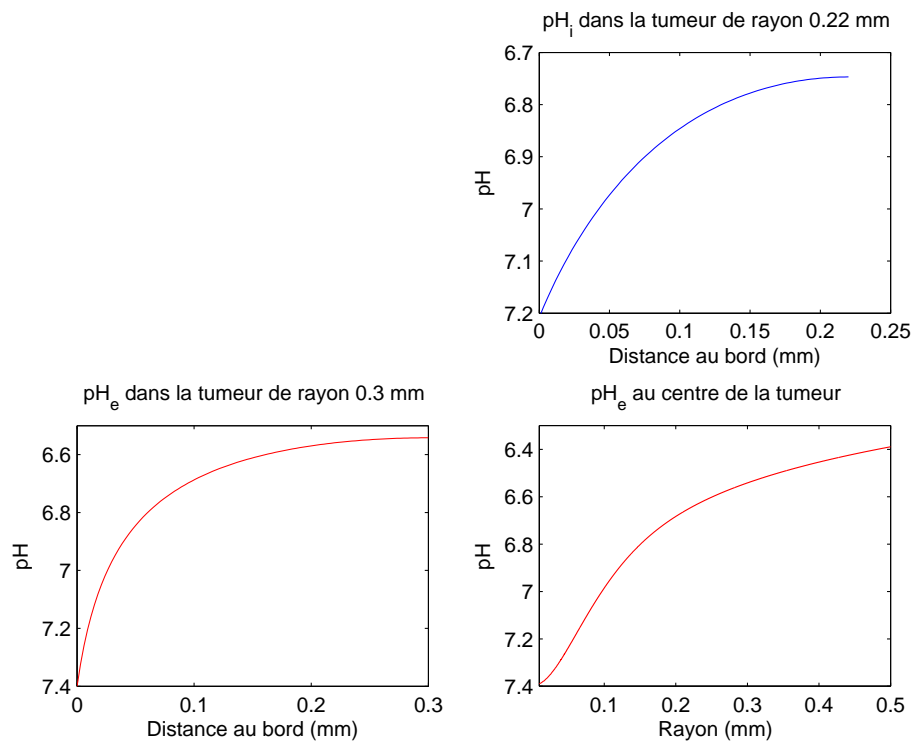 pH_i dans la tumeur de rayon 0.22 mm
6.7
6.8
6.9
7
7.1
7.2
pH
0 0.05 0.1 0.15 0.2 0.25
Distance au bord (mm)
pH_e dans la tumeur de rayon 0.3 mm
6.6
6.8
7
7.2
7.4
pH
0 0.1 0.2 0.3
Distance au bord (mm)
pH_e au centre de la tumeur
6.4
6.6
6.8
7
7.2
7.4
pH
0.1 0.2 0.3 0.4 0.5
Rayon (mm)